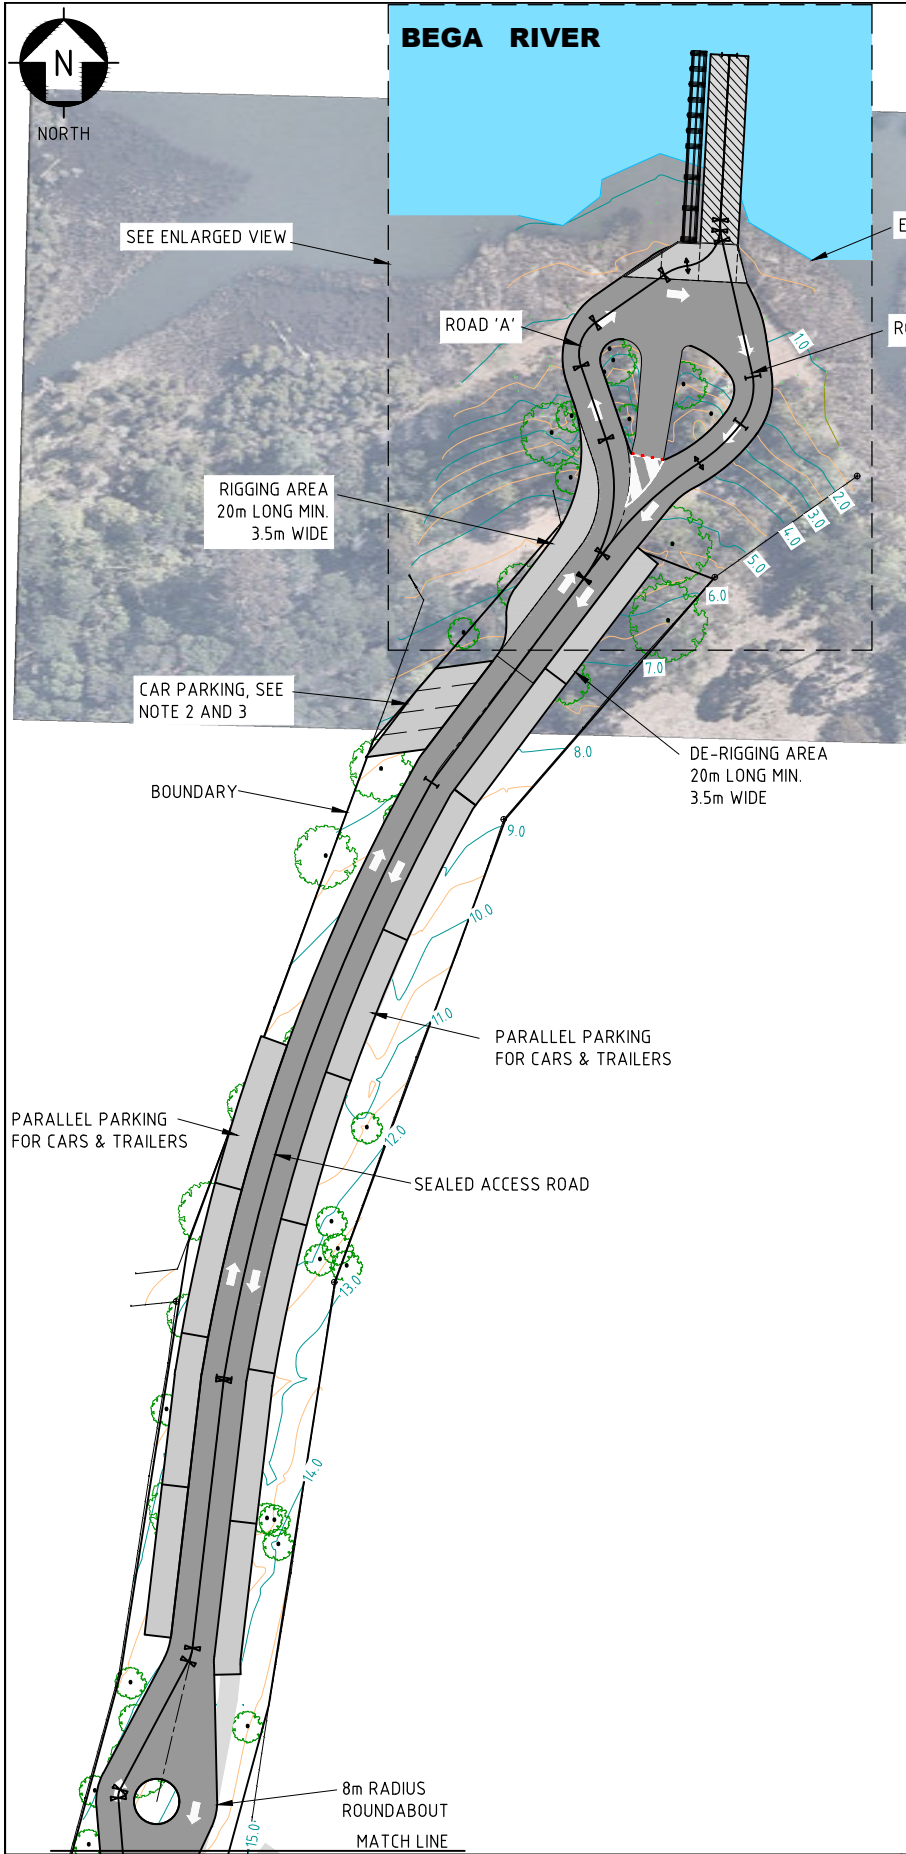 BEGA RIVER
N
NORTH
SEE ENLARGED VIEW
E
ROAD 'A'
1.0
RIGGING AREA
20m LONG MIN.
3.5m WIDE
2.0
3.0
4.0
5.0
6.0
7.0
CAR PARKING, SEE
NOTE 2 AND 3
8.0
DE-RIGGING AREA
20m LONG MIN.
3.5m WIDE
BOUNDARY
9.0
10.0
11.0
PARALLEL PARKING
FOR CARS & TRAILERS
PARALLEL PARKING
FOR CARS & TRAILERS
12.0
SEALED ACCESS ROAD
13.0
14.0
8m RADIUS
ROUNDABOUT
15.0
MATCH LINE